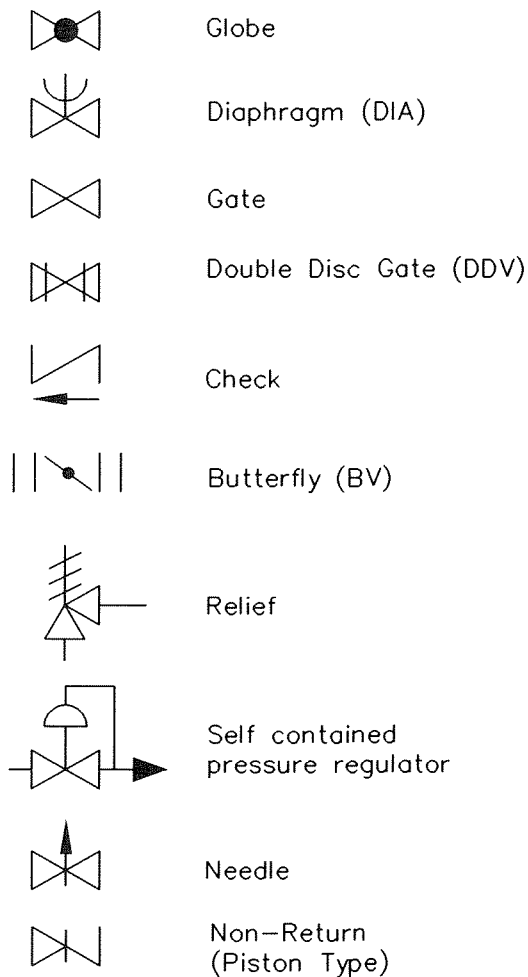 Globe
Diaphragm (DIA)
Gate
Double Disc Gate (DDV)
Check
Butterfly (BV)
Relief
Self contained
pressure regulator
Needle
Non-Return
(Piston Type)